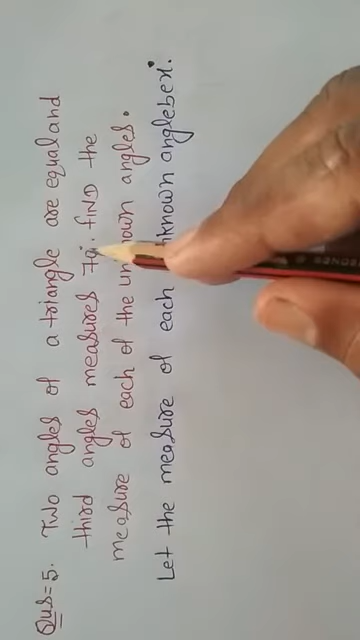 Qus=5. Two angles of a triangle are equal and
third angles measures 70°. FIND the
measure of each of the unknown angles.
Let the measure of each unknown angle be x°.